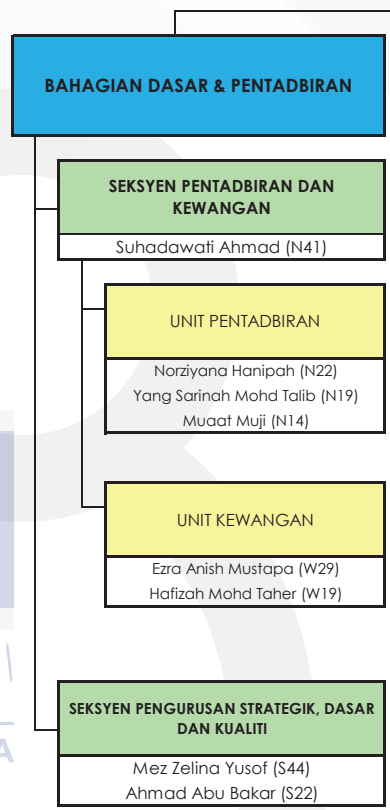 BAHAGIAN DASAR & PENTADBIRAN
SEKSYEN PENTADBIRAN DAN
KEWANGAN
Suhadawati Ahmad (N41)
UNIT PENTADBIRAN
Norziyana Hanipah (N22)
Yang Sarinah Mohd Talib (N19)
Muaat Muji (N14)
UNIT KEWANGAN
Ezra Anish Mustapa (W29)
Hafizah Mohd Taher (W19)
SEKSYEN PENGURUSAN STRATEGIK, DASAR
DAN KUALITI
Mez Zelina Yusof (S44)
Ahmad Abu Bakar (S22)
A